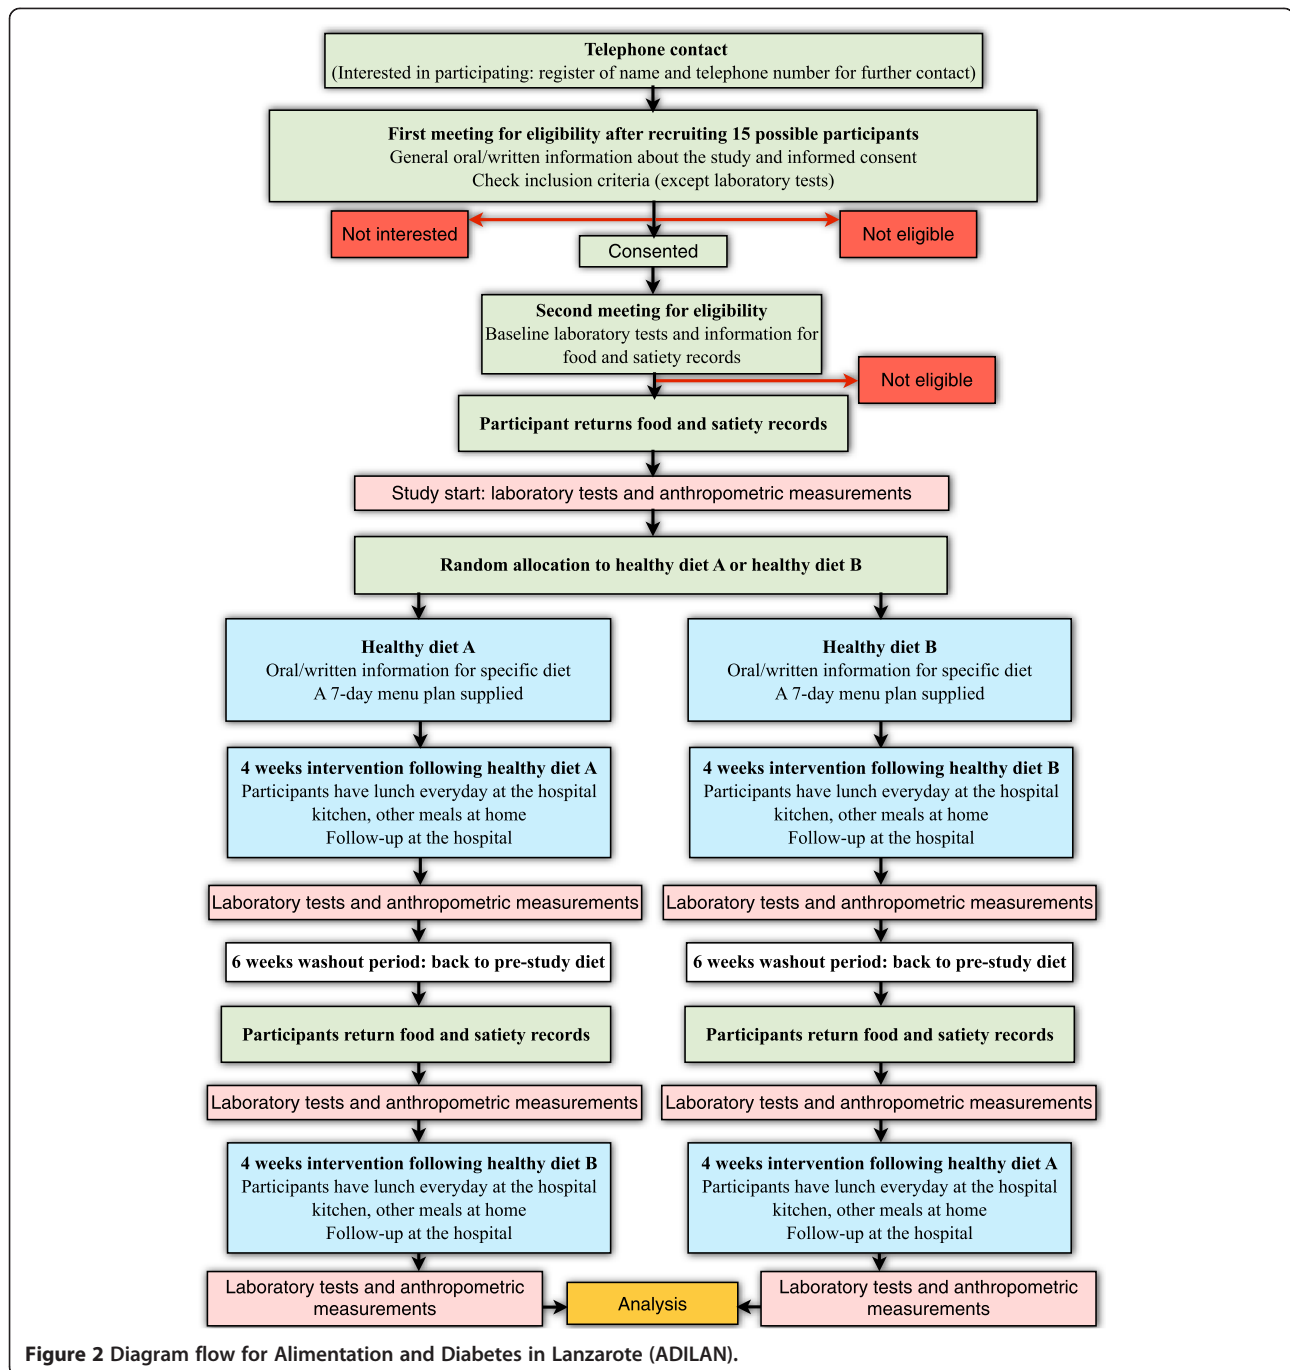 Telephone contact
(Interested in participating: register of name and telephone number for further contact)
First meeting for eligibility after recruiting 15 possible participants
General oral/written information about the study and informed consent
Check inclusion criteria (except laboratory tests)
Not interested
Not eligible
Consented
Second meeting for eligibility
Baseline laboratory tests and information for
food and satiety records
Not eligible
Participant returns food and satiety records
Study start: laboratory tests and anthropometric measurements
Random allocation to healthy diet A or healthy diet B
Healthy diet A
Oral/written information for specific diet
A 7-day menu plan supplied
Healthy diet B
Oral/written information for specific diet
A 7-day menu plan supplied
4 weeks intervention following healthy diet A
Participants have lunch everyday at the hospital
kitchen, other meals at home
Follow-up at the hospital
4 weeks intervention following healthy diet B
Participants have lunch everyday at the hospital
kitchen, other meals at home
Follow-up at the hospital
Laboratory tests and anthropometric measurements
Laboratory tests and anthropometric measurements
6 weeks washout period: back to pre-study diet
6 weeks washout period: back to pre-study diet
Participants return food and satiety records
Participants return food and satiety records
Laboratory tests and anthropometric measurements
Laboratory tests and anthropometric measurements
4 weeks intervention following healthy diet B
Participants have lunch everyday at the hospital
kitchen, other meals at home
Follow-up at the hospital
4 weeks intervention following healthy diet A
Participants have lunch everyday at the hospital
kitchen, other meals at home
Follow-up at the hospital
Laboratory tests and anthropometric
measurements
Analysis
Laboratory tests and anthropometric
measurements
Figure 2 Diagram flow for Alimentation and Diabetes in Lanzarote (ADILAN).